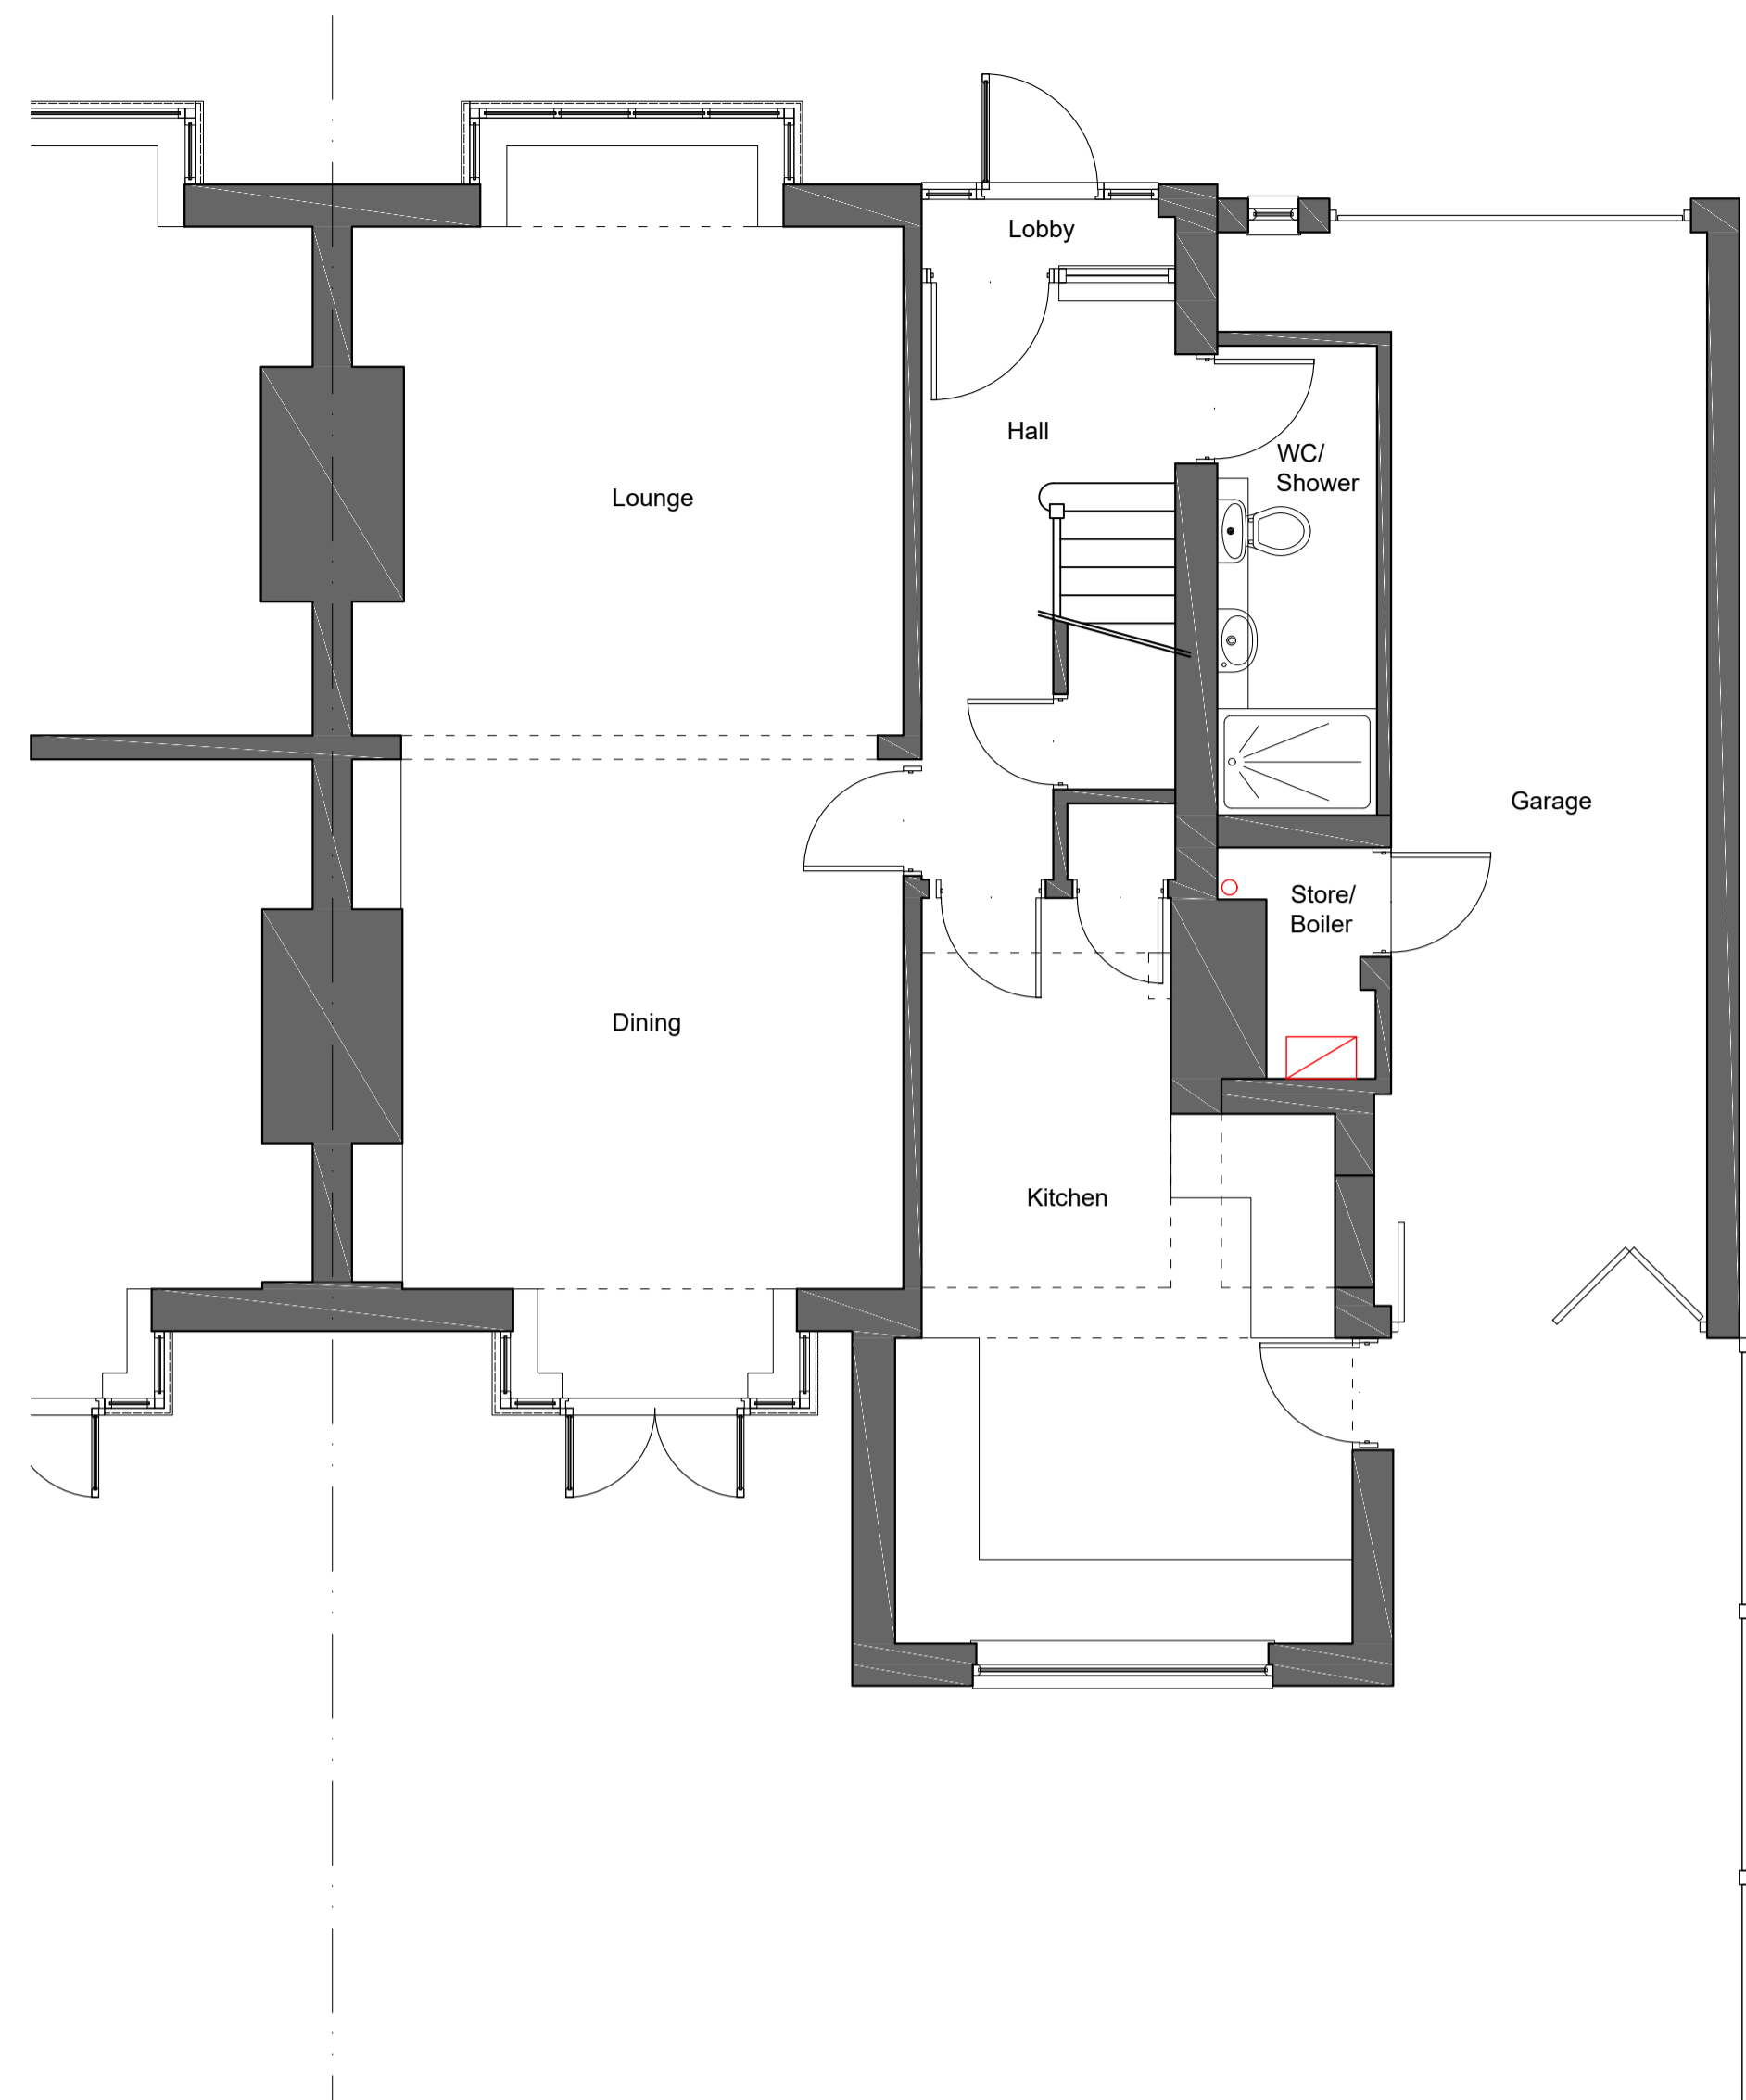 Lobby
Hall
WC/
Shower
Lounge
Garage
Store/
Boiler
Dining
Kitchen